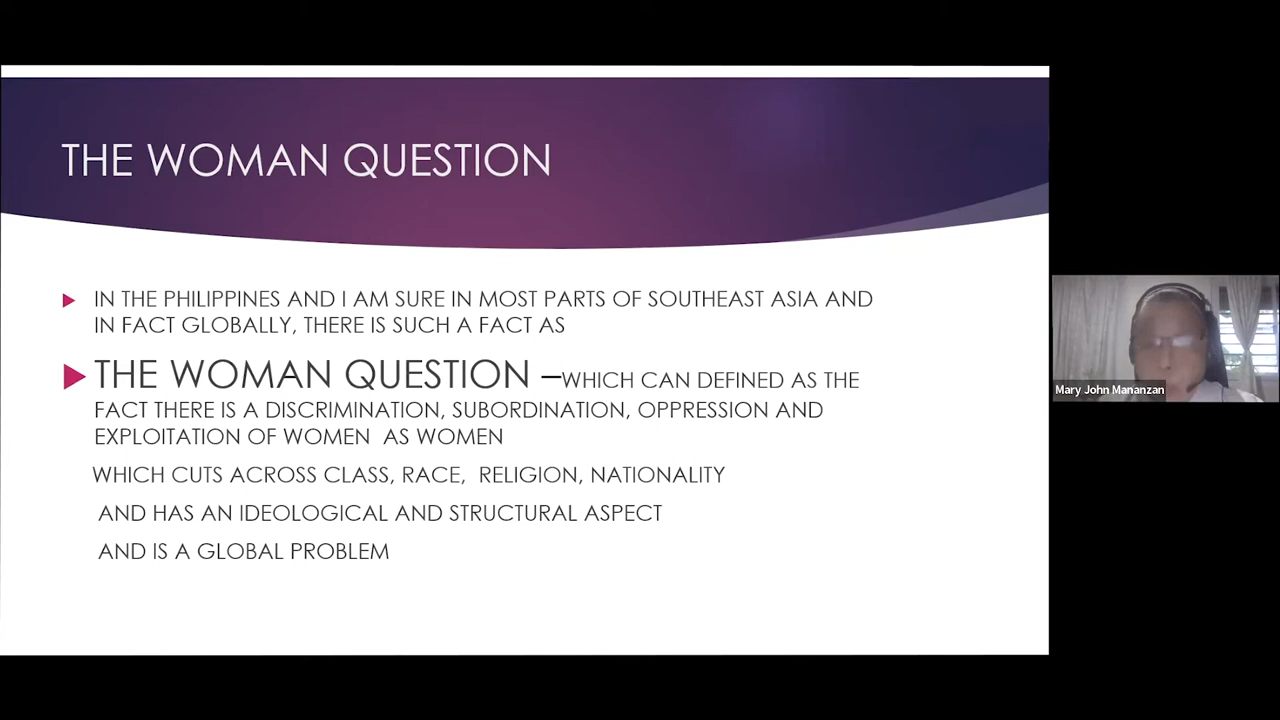 THE WOMAN QUESTION
IN THE PHILIPPINES AND I AM SURE IN MOST PARTS OF SOUTHEAST ASIA AND
IN FACT GLOBALLY, THERE IS SUCH A FACT AS
THE WOMAN QUESTION –WHICH CAN DEFINED AS THE
FACT THERE IS A DISCRIMINATION, SUBORDINATION, OPPRESSION AND
EXPLOITATION OF WOMEN  AS WOMEN
WHICH CUTS ACROSS CLASS, RACE,  RELIGION, NATIONALITY
AND HAS AN IDEOLOGICAL AND STRUCTURAL ASPECT
AND IS A GLOBAL PROBLEM
Mary John Mananzan